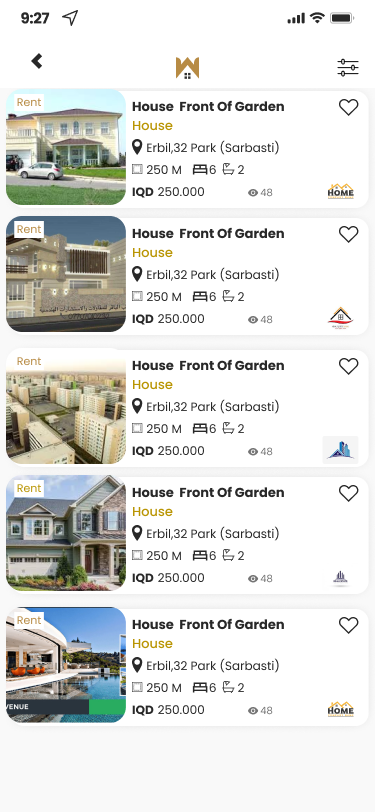 9:27
Rent
House Front Of Garden
House
Erbil,32 Park (Sarbasti)
250 M 6 2
IQD 250.000 48
HOME
Rent
House Front Of Garden
House
Erbil,32 Park (Sarbasti)
250 M 6 2
IQD 250.000 48
Rent
House Front Of Garden
House
Erbil,32 Park (Sarbasti)
250 M 6 2
IQD 250.000 48
Rent
House Front Of Garden
House
Erbil,32 Park (Sarbasti)
250 M 6 2
IQD 250.000 48
Rent
House Front Of Garden
House
Erbil,32 Park (Sarbasti)
250 M 6 2
VENUE
IQD 250.000 48
HOME